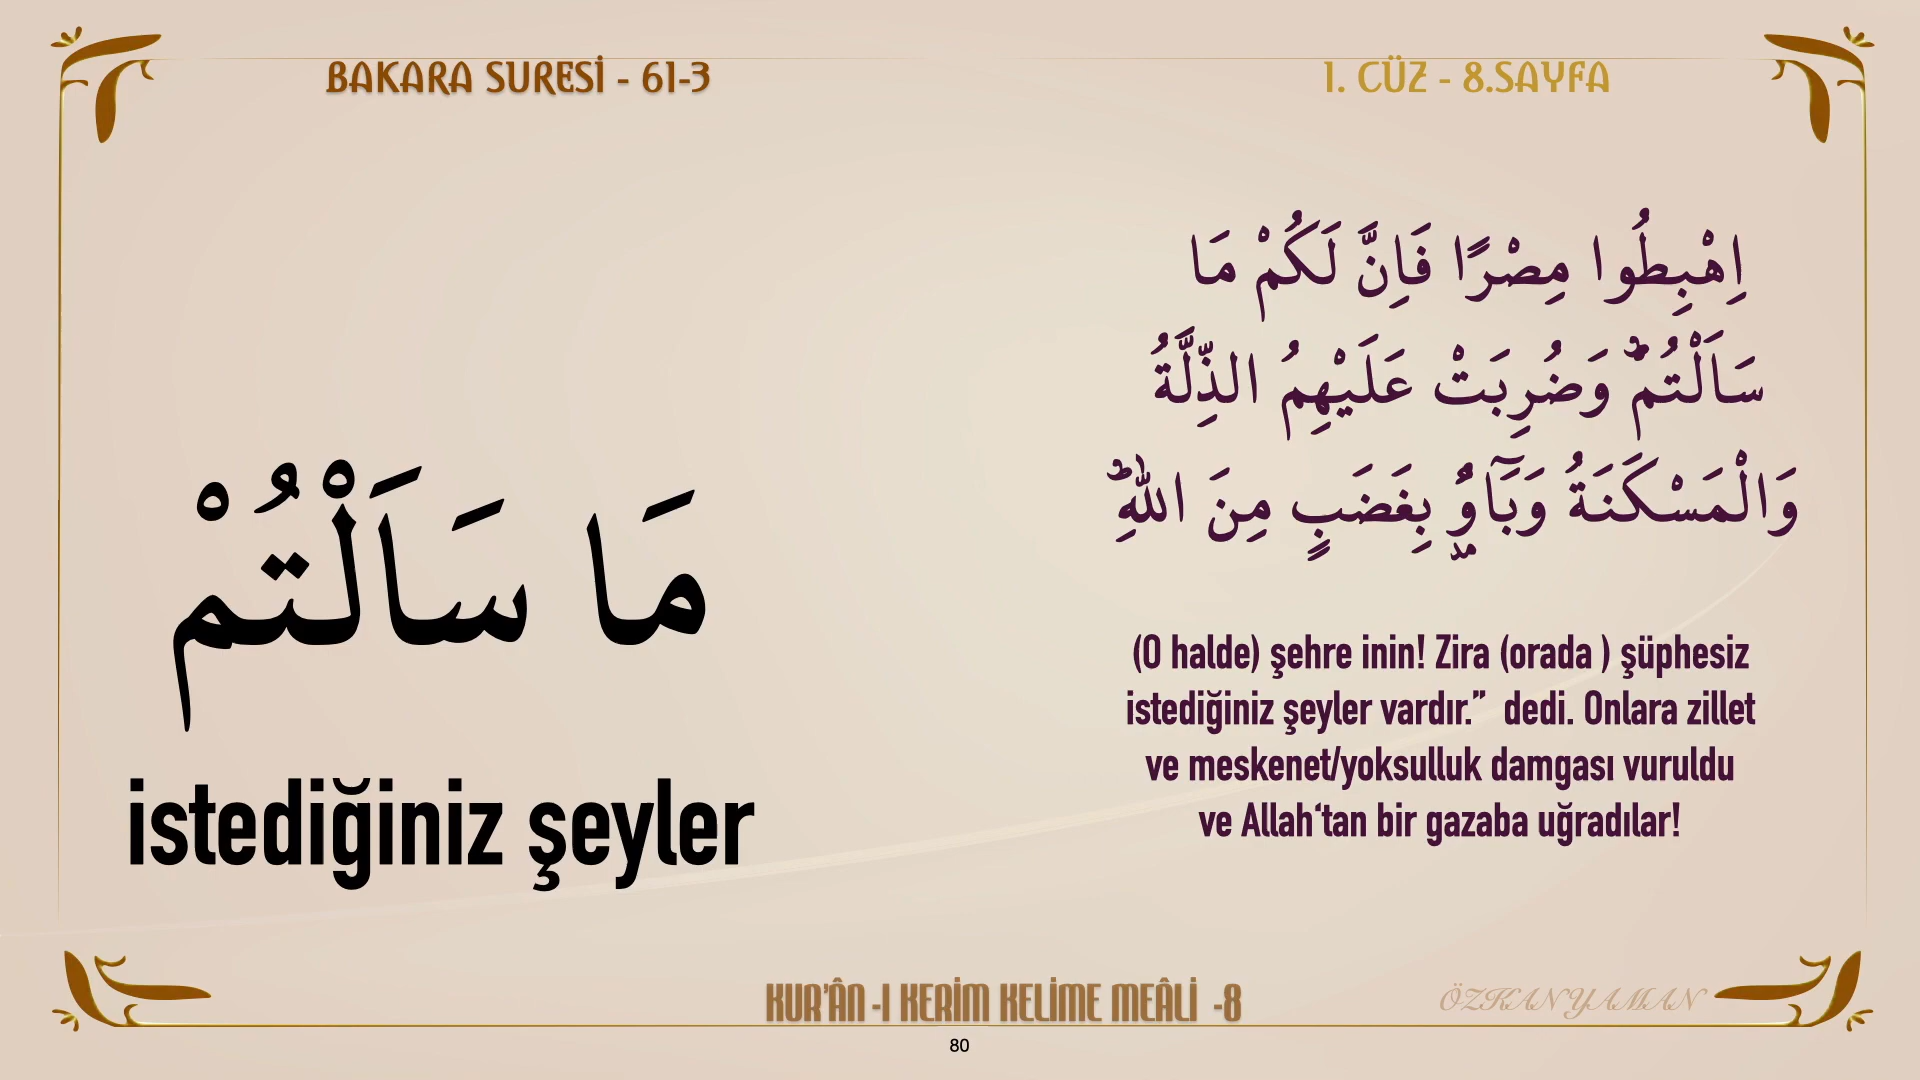 BAKARA SURESİ - 61-3
1. CÜZ - 8.SAYFA
اِهْبِطُوا مِصْرًا فَاِنَّ لَكُمْ مَا
سَاَلْتُمْۜ وَضُرِبَتْ عَلَيْهِمُ الذِّلَّةُ
وَالْمَسْكَنَةُ وَبَٓاؤُ۫ بِغَضَبٍ مِنَ اللّٰهِۜ
مَا سَاَلْتُمْ
istediğiniz şeyler
(O halde) şehre inin! Zira (orada ) şüphesiz
istediğiniz şeyler vardır.” dedi. Onlara zillet
ve meskenet/yoksulluk damgası vuruldu
ve Allah‘tan bir gazaba uğradılar!
KUR’ÂN -I KERİM KELİME MEÂLİ -8
ÖZKAN YAMAN
80